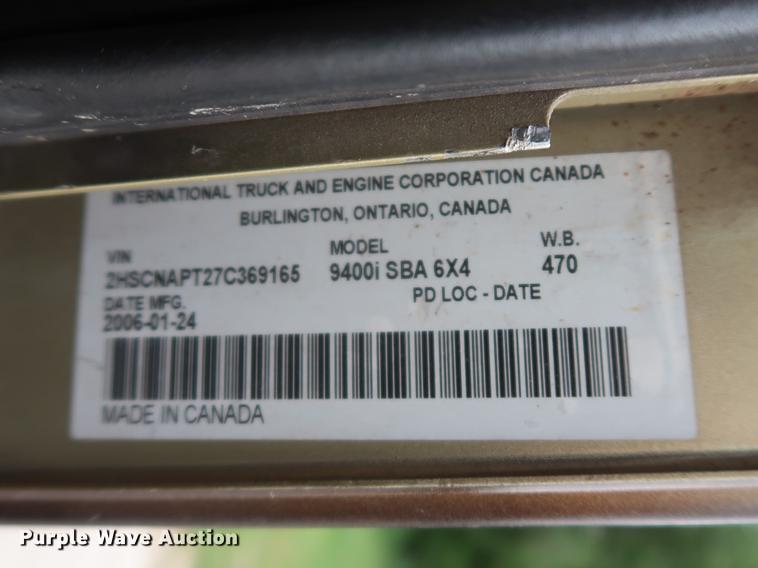 INTERNATIONAL TRUCK AND ENGINE CORPORATION CANADA
BURLINGTON, ONTARIO, CANADA
VIN MODEL W.B.
2HSCNAPT27C369165 9400i SBA 6X4 470
DATE MFG. PD LOC - DATE
2006-01-24
MADE IN CANADA
Purple Wave Auction